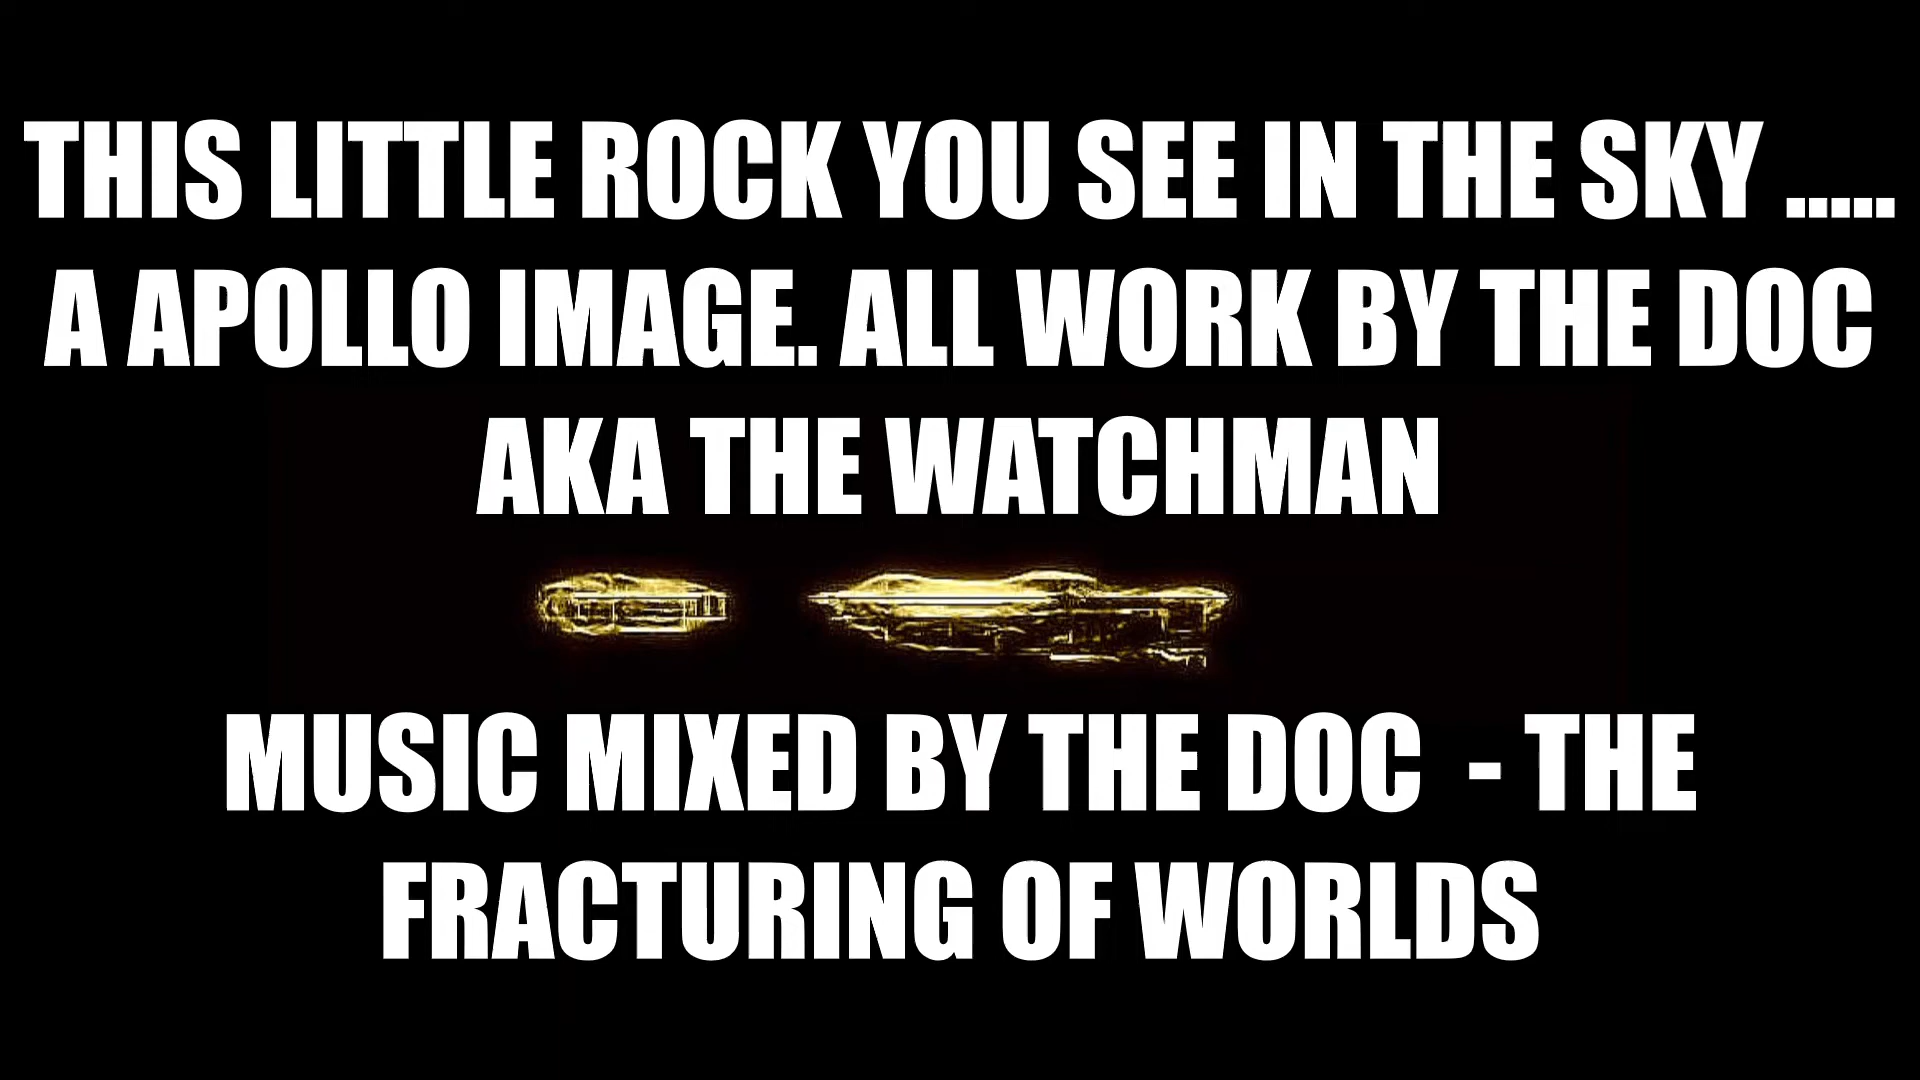 THIS LITTLE ROCK YOU SEE IN THE SKY .....
A APOLLO IMAGE. ALL WORK BY THE DOC
AKA THE WATCHMAN
MUSIC MIXED BY THE DOC - THE
FRACTURING OF WORLDS